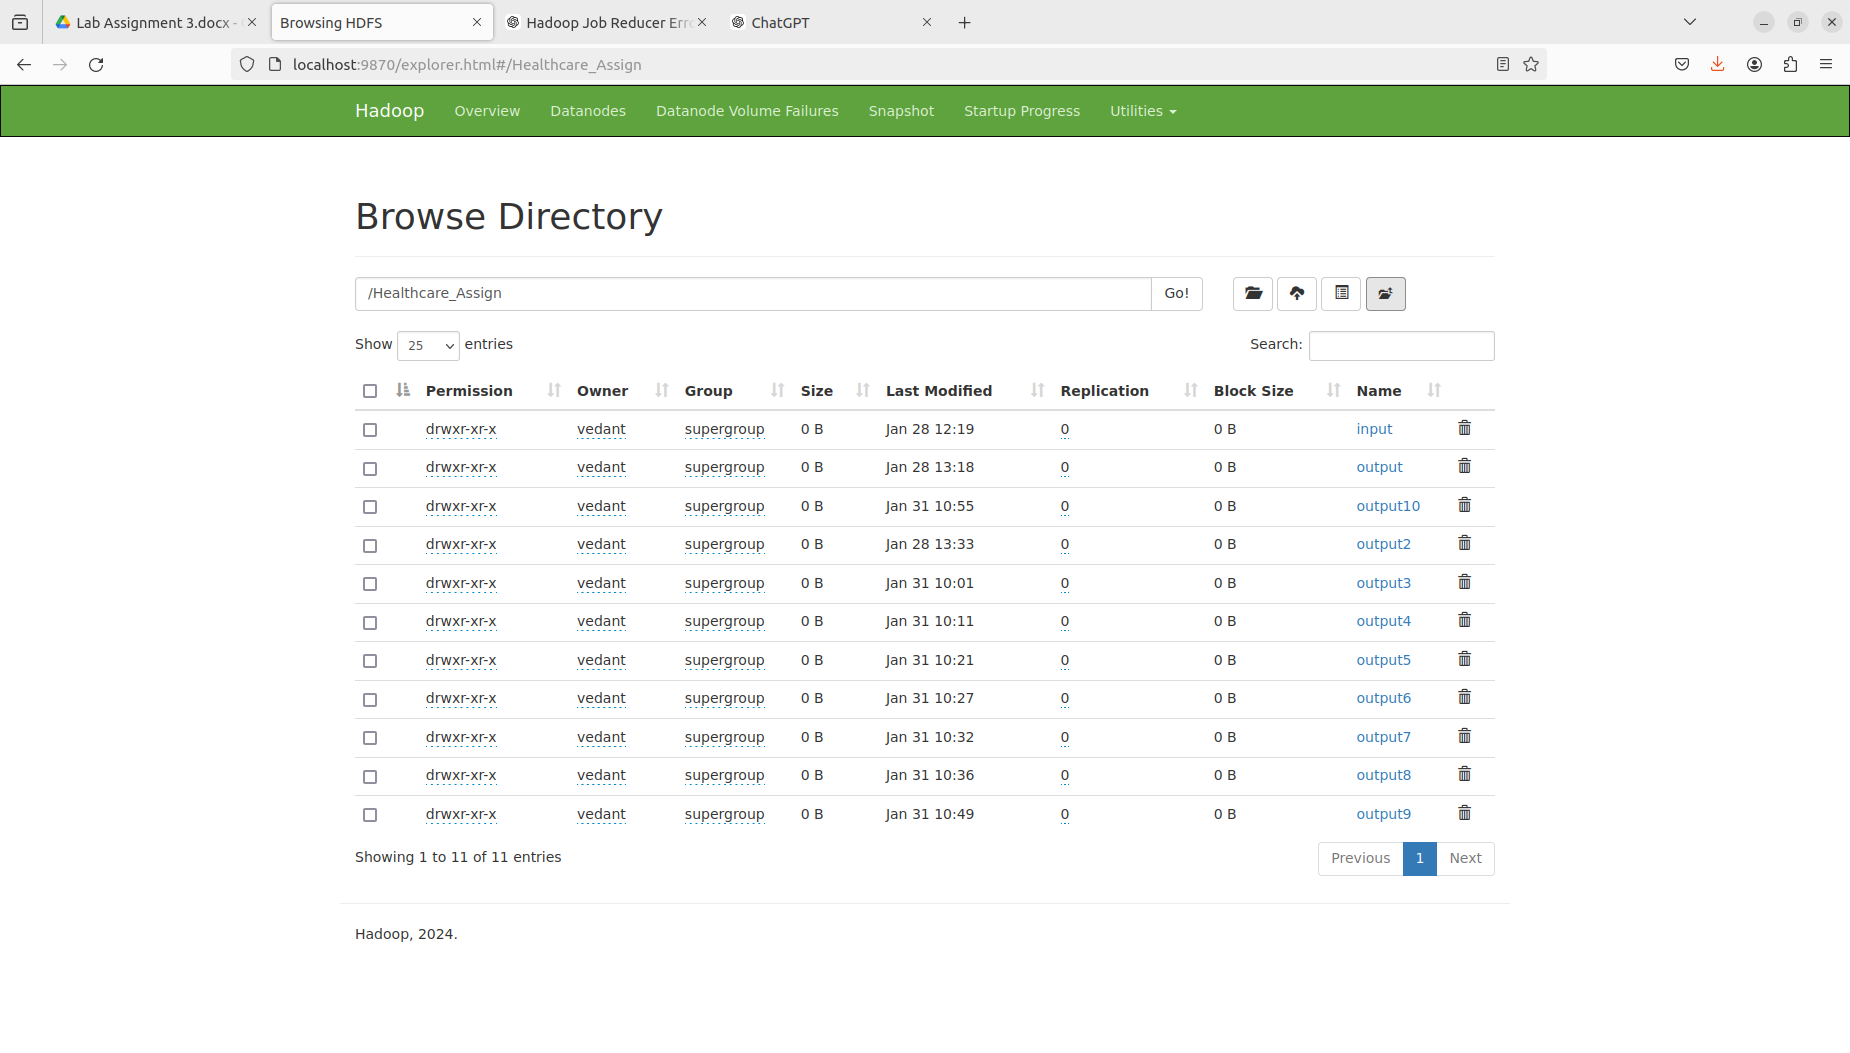 Lab Assignment 3.docx -
Browsing HDFS
Hadoop Job Reducer Erro
ChatGPT
localhost:9870/explorer.html#/Healthcare_Assign
Hadoop Overview Datanodes Datanode Volume Failures Snapshot Startup Progress Utilities
Browse Directory
/Healthcare_Assign Go!
Show 25 entries Search:
Permission Owner Group Size Last Modified Replication Block Size Name
drwxr-xr-x vedant supergroup 0 B Jan 28 12:19 0 0 B input
drwxr-xr-x vedant supergroup 0 B Jan 28 13:18 0 0 B output
drwxr-xr-x vedant supergroup 0 B Jan 31 10:55 0 0 B output10
drwxr-xr-x vedant supergroup 0 B Jan 28 13:33 0 0 B output2
drwxr-xr-x vedant supergroup 0 B Jan 31 10:01 0 0 B output3
drwxr-xr-x vedant supergroup 0 B Jan 31 10:11 0 0 B output4
drwxr-xr-x vedant supergroup 0 B Jan 31 10:21 0 0 B output5
drwxr-xr-x vedant supergroup 0 B Jan 31 10:27 0 0 B output6
drwxr-xr-x vedant supergroup 0 B Jan 31 10:32 0 0 B output7
drwxr-xr-x vedant supergroup 0 B Jan 31 10:36 0 0 B output8
drwxr-xr-x vedant supergroup 0 B Jan 31 10:49 0 0 B output9
Showing 1 to 11 of 11 entries Previous 1 Next
Hadoop, 2024.